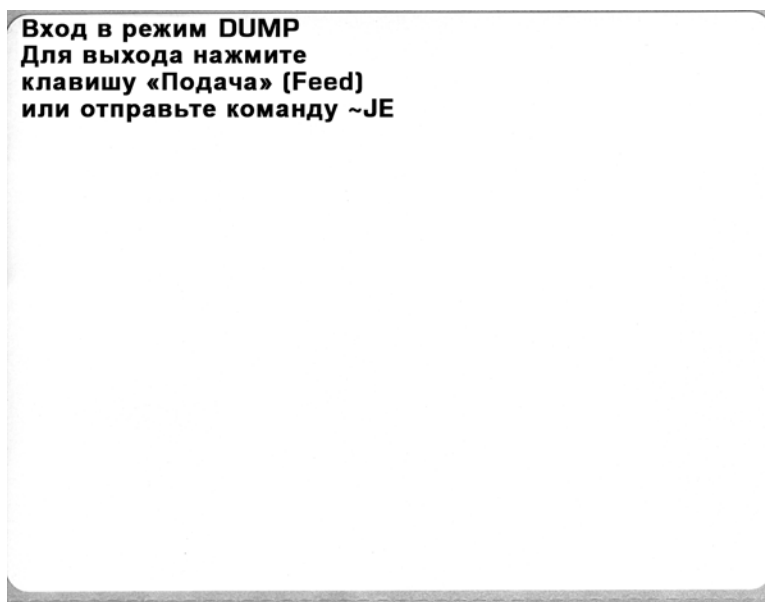 Вход в режим DUMP
Для выхода нажмите
клавишу «Подача» (Feed)
или отправьте команду ~JE